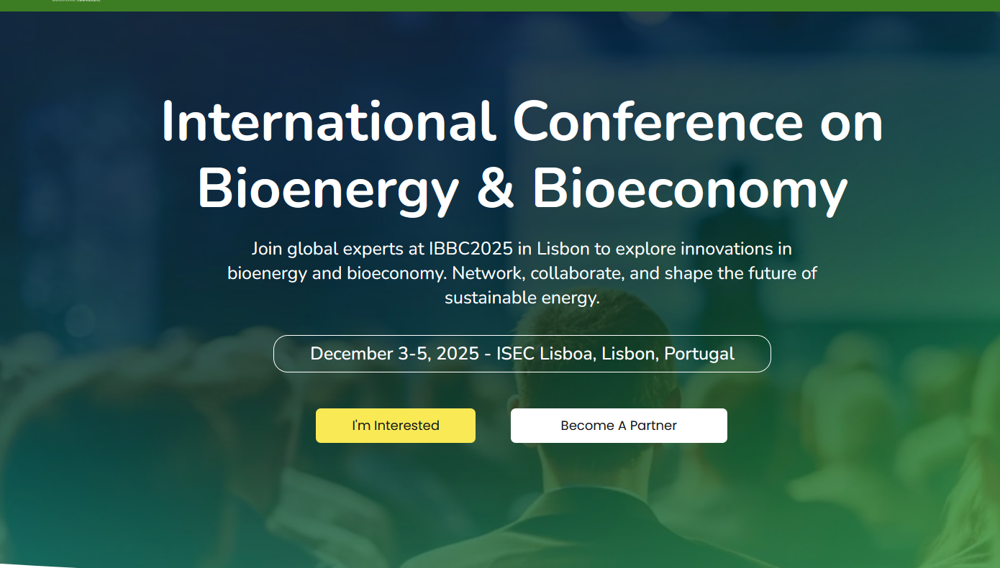 Conference (IBBC2025)
International Conference on
Bioenergy & Bioeconomy
Join global experts at IBBC2025 in Lisbon to explore innovations in
bioenergy and bioeconomy. Network, collaborate, and shape the future of
sustainable energy.
December 3-5, 2025 - ISEC Lisboa, Lisbon, Portugal
I'm Interested
Become A Partner